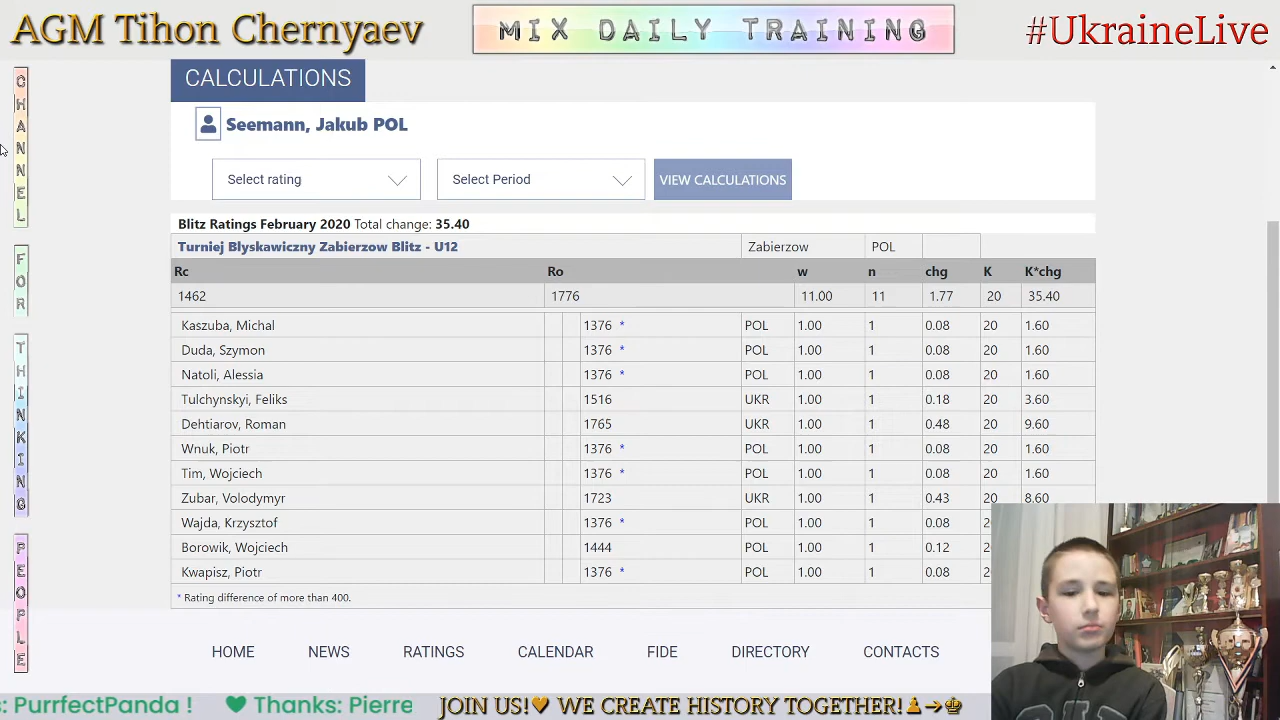 AGM Tihon Chernyaev
MIX DAILY TRAINING
#UkraineLive
CHANNEL FOR THINKING PEOPLE
CALCULATIONS
Seemann, Jakub POL
Select rating Select Period VIEW CALCULATIONS
Blitz Ratings February 2020 Total change: 35.40
Turniej Blyskawiczny Zabierzow Blitz - U12 Zabierzow POL
Rc Ro w n chg K K*chg
1462 1776 11.00 11 1.77 20 35.40
Kaszuba, Michal 1376 * POL 1.00 1 0.08 20 1.60
Duda, Szymon 1376 * POL 1.00 1 0.08 20 1.60
Natoli, Alessia 1376 * POL 1.00 1 0.08 20 1.60
Tulchynskyi, Feliks 1516 UKR 1.00 1 0.18 20 3.60
Dehtiarov, Roman 1765 UKR 1.00 1 0.48 20 9.60
Wnuk, Piotr 1376 * POL 1.00 1 0.08 20 1.60
Tim, Wojciech 1376 * POL 1.00 1 0.08 20 1.60
Zubar, Volodymyr 1723 UKR 1.00 1 0.43 20 8.60
Wajda, Krzysztof 1376 * POL 1.00 1 0.08
Borowik, Wojciech 1444 POL 1.00 1 0.12
Kwapisz, Piotr 1376 * POL 1.00 1 0.08
* Rating difference of more than 400.
HOME NEWS RATINGS CALENDAR FIDE DIRECTORY CONTACTS
: PurrfectPanda ! 💚 Thanks: Pierre
JOIN US!🧡 WE CREATE HISTORY TOGETHER!♟→♚